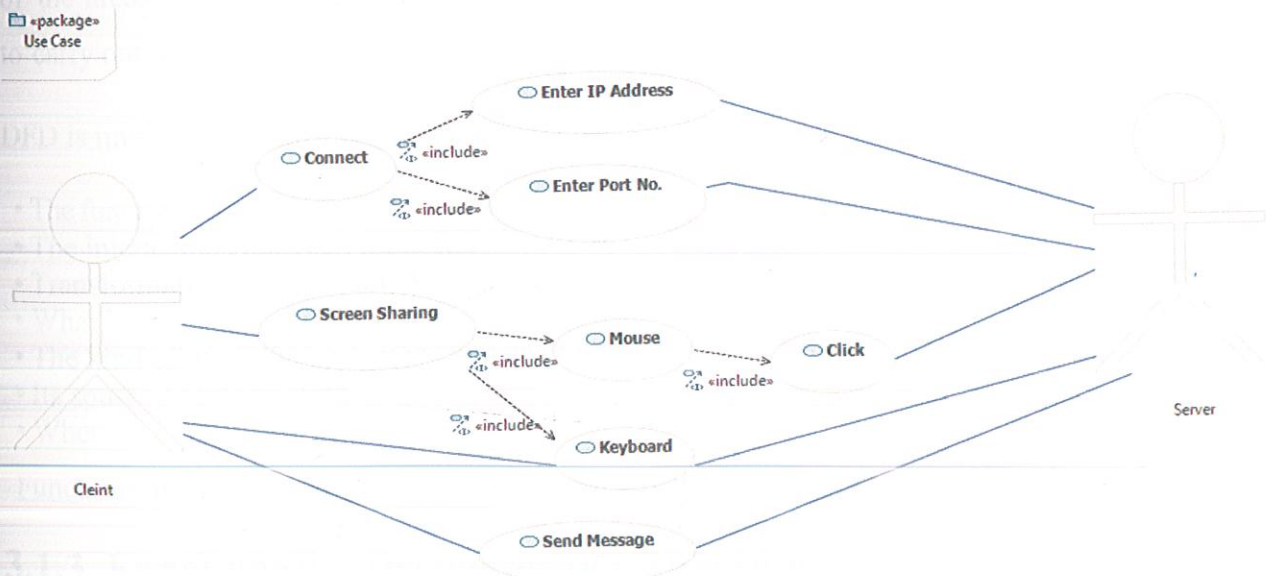 «package»
Use Case
Enter IP Address
Connect
«include»
Enter Port No.
«include»
Screen Sharing
Mouse
Click
«include»
«include»
«include»
Keyboard
Server
Cleint
Send Message